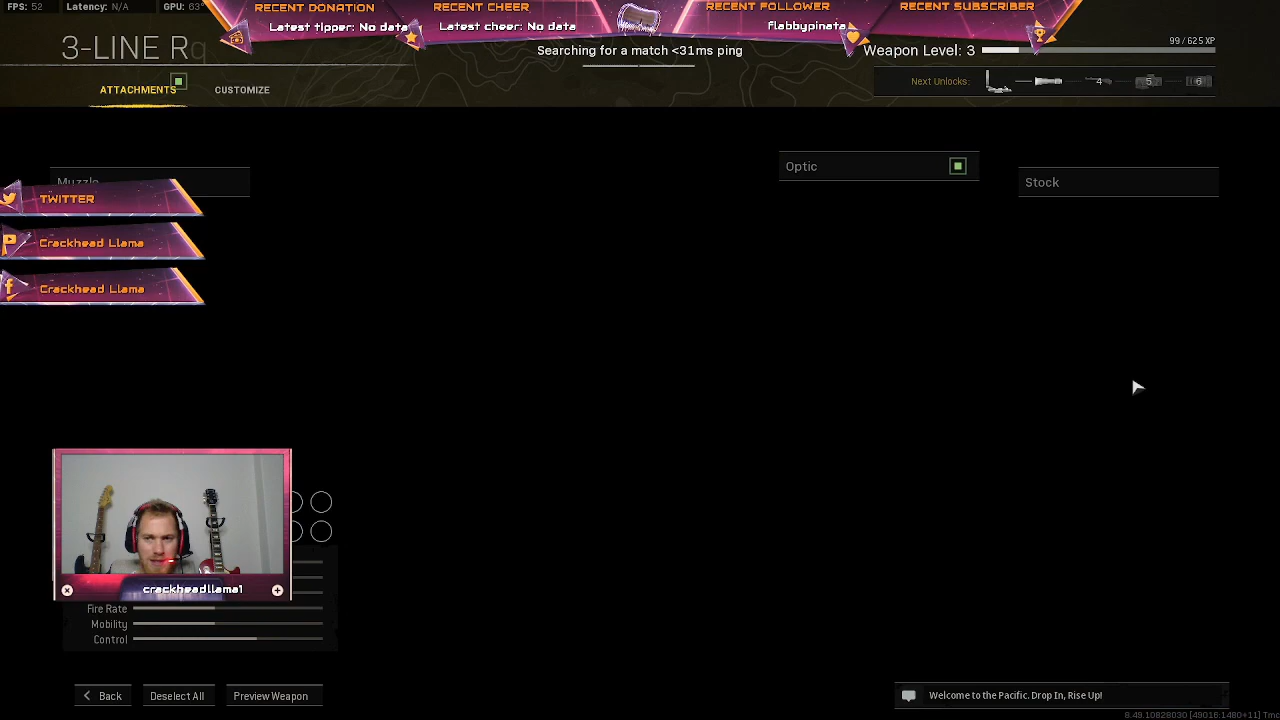 FPS: 52 Latency: N/A GPU: 63°
RECENT DONATION
Latest tipper: No data
RECENT CHEER
Latest cheer: No data
RECENT FOLLOWER
flabbypinata
RECENT SUBSCRIBER
3-LINE Rq
Searching for a match <31ms ping
Weapon Level: 3
99 / 625 XP
Next Unlocks:
4
5
6
ATTACHMENTS
CUSTOMIZE
Muzzle
Optic
Stock
TWITTER
Crackhead Llama
Crackhead Llama
crackheadllama1
Fire Rate
Mobility
Control
Back
Deselect All
Preview Weapon
Welcome to the Pacific. Drop In, Rise Up!